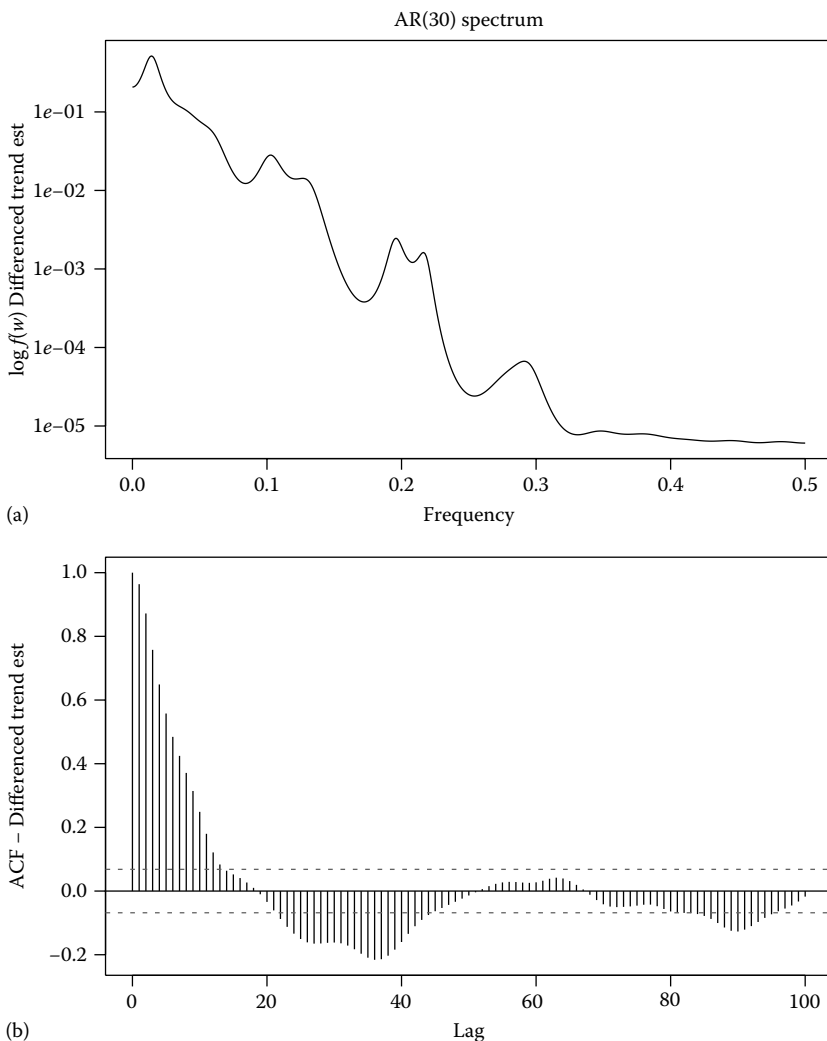 AR(30) spectrum
log f(w) Differenced trend est
1e–01
1e–02
1e–03
1e–04
1e–05
0.0 0.1 0.2 0.3 0.4 0.5
Frequency
(a)
ACF – Differenced trend est
1.0
0.8
0.6
0.4
0.2
0.0
–0.2
0 20 40 60 80 100
Lag
(b)